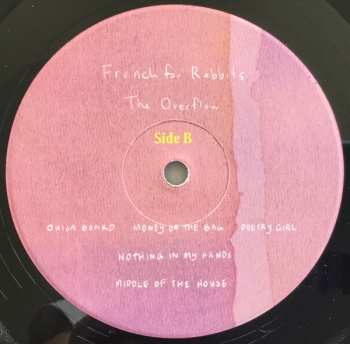 French for Rabbits
The Overflow
Side B
OUIJA BOARD MONEY OR THE BAG POETRY GIRL
NOTHING IN MY HANDS
MIDDLE OF THE HOUSE